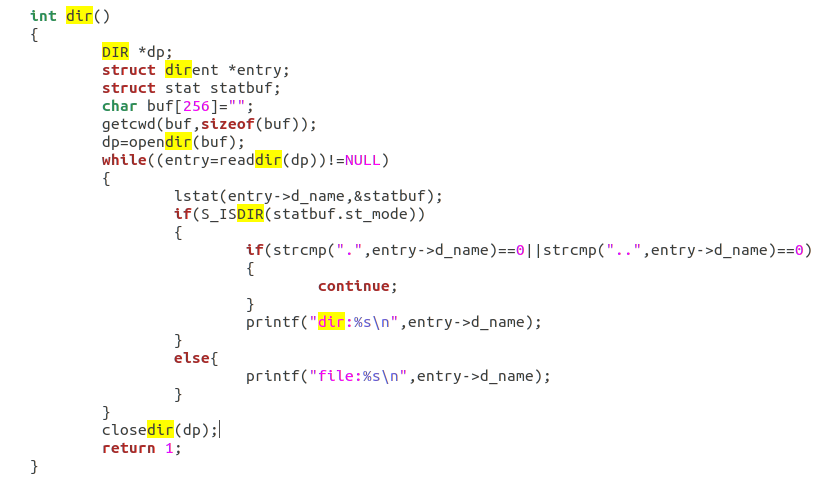 int dir()
{
        DIR *dp;
        struct dirent *entry;
        struct stat statbuf;
        char buf[256]="";
        getcwd(buf,sizeof(buf));
        dp=opendir(buf);
        while((entry=readdir(dp))!=NULL)
        {
                lstat(entry->d_name,&statbuf);
                if(S_ISDIR(statbuf.st_mode))
                {
                        if(strcmp(".",entry->d_name)==0||strcmp("..",entry->d_name)==0)
                        {
                                continue;
                        }
                        printf("dir:%s\n",entry->d_name);
                }
                else{
                        printf("file:%s\n",entry->d_name);
                }
        }
        closedir(dp);
        return 1;
}